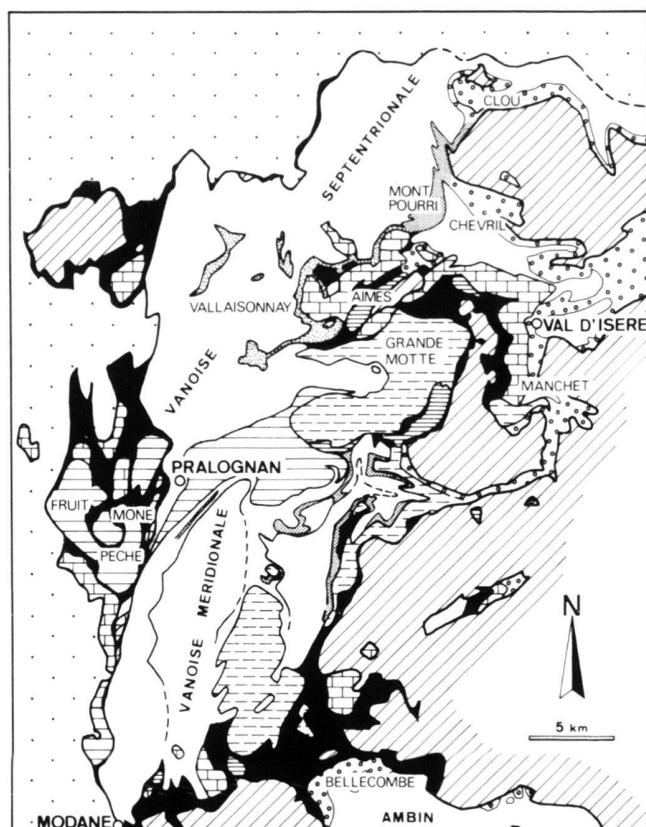 CLOU
SEPTENTRIONALE
MONT
POURRI
CHEVRIL
VALLAISONNAY
AIMES
VAL D'ISERE
GRANDE
MOTTE
VANOISE
MANCHET
PRALOGNAN
FRUIT
MONE
PECHE
VANOISE MERIDIONALE
N
5 km
BELLECOMBE
MODANE
AMBIN